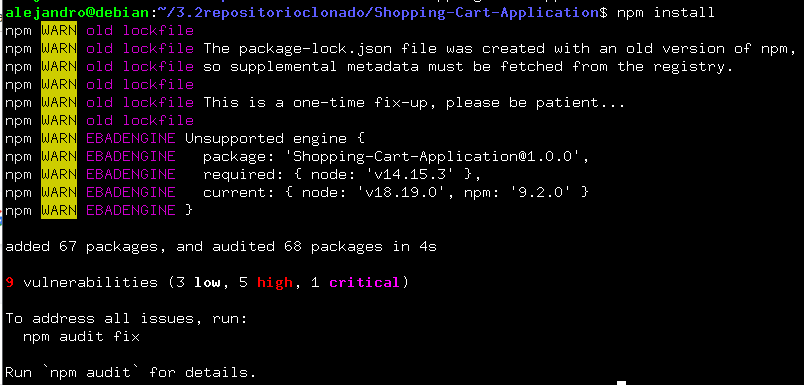 alejandro@debian:~/3.2repositorioclonado/Shopping-Cart-Application$ npm install
npm WARN old lockfile
npm WARN old lockfile The package-lock.json file was created with an old version of npm,
npm WARN old lockfile so supplemental metadata must be fetched from the registry.
npm WARN old lockfile
npm WARN old lockfile This is a one-time fix-up, please be patient...
npm WARN old lockfile
npm WARN EBADENGINE Unsupported engine {
npm WARN EBADENGINE   package: 'Shopping-Cart-Application@1.0.0',
npm WARN EBADENGINE   required: { node: 'v14.15.3' },
npm WARN EBADENGINE   current: { node: 'v18.19.0', npm: '9.2.0' }
npm WARN EBADENGINE }
added 67 packages, and audited 68 packages in 4s
9 vulnerabilities (3 low, 5 high, 1 critical)
To address all issues, run:
  npm audit fix
Run `npm audit` for details.